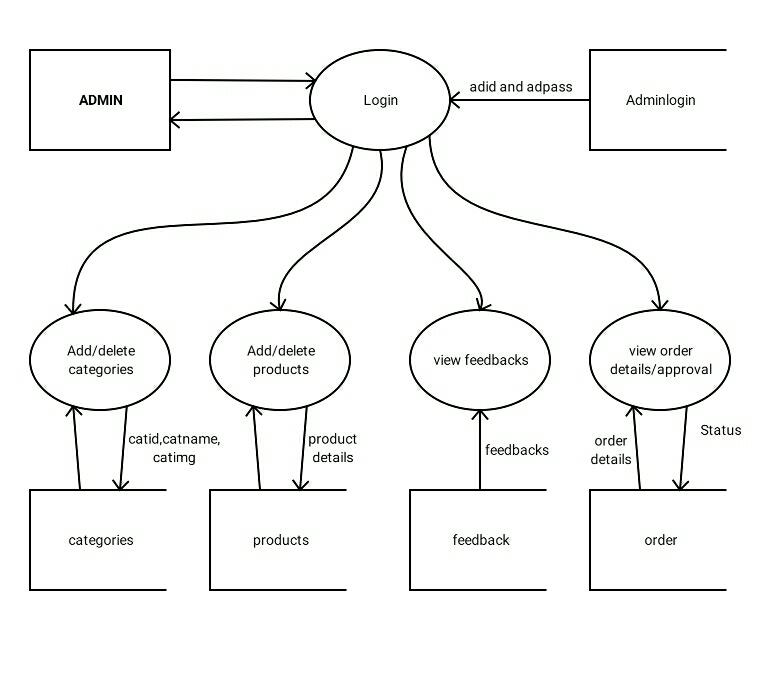 ADMIN
Login
adid and adpass
Adminlogin
Add/delete
categories
Add/delete
products
view feedbacks
view order
details/approval
catid,catname,
catimg
product
details
feedbacks
order
details
Status
categories
products
feedback
order